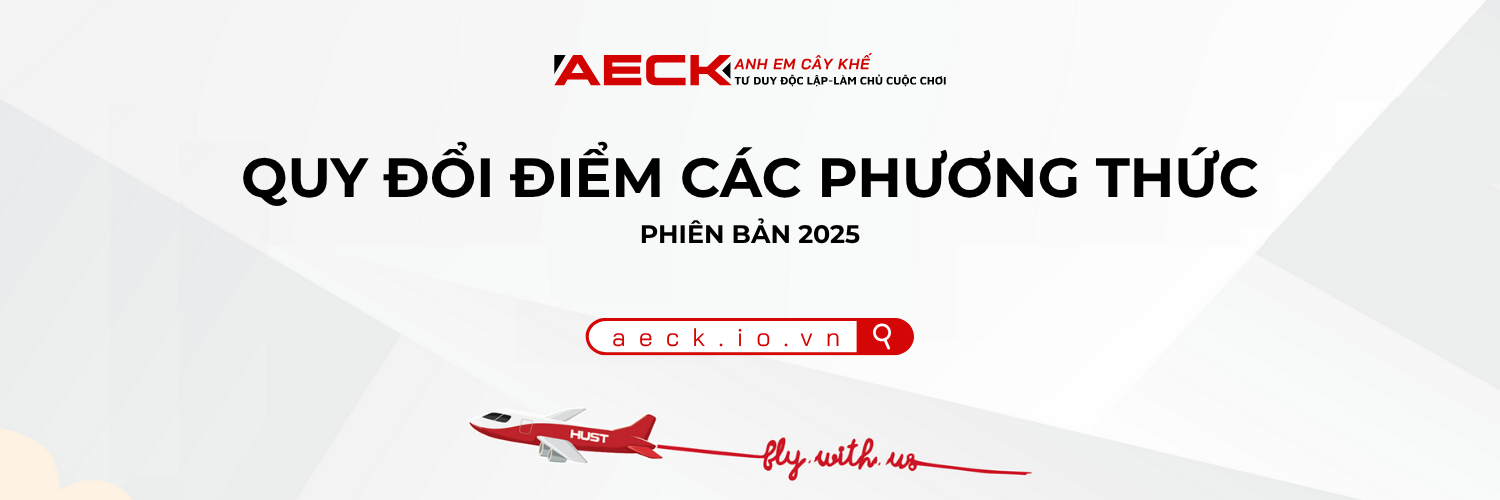 AECK
ANH EM CÂY KHẾ
TƯ DUY ĐỘC LẬP-LÀM CHỦ CUỘC CHƠI
QUY ĐỔI ĐIỂM CÁC PHƯƠNG THỨC
PHIÊN BẢN 2025
aeck.io.vn
HUST
fly.with.us